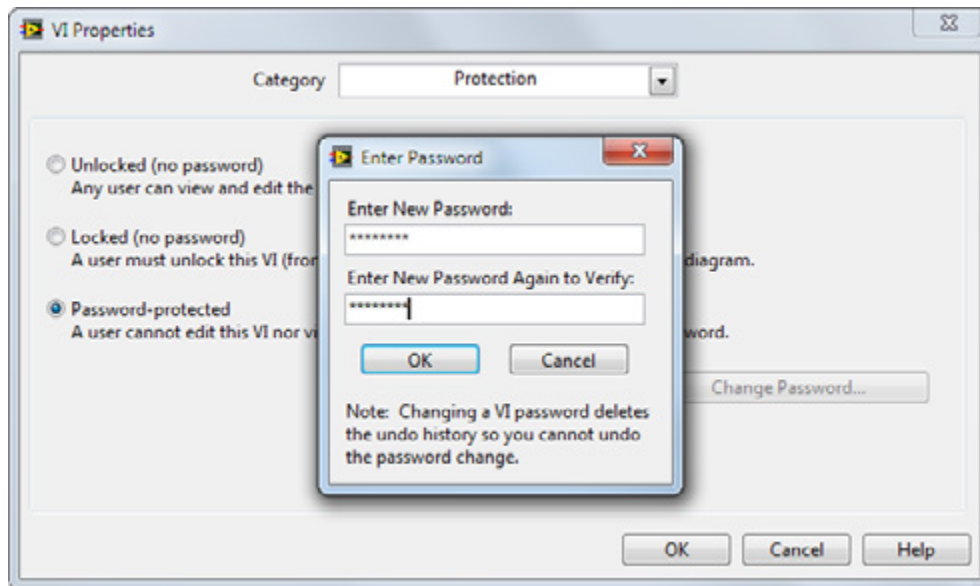 VI Properties
Category Protection
Unlocked (no password)
Any user can view and edit the
Locked (no password)
A user must unlock this VI (from diagram.
Password-protected
A user cannot edit this VI nor vi word.
Change Password...
Enter Password
Enter New Password:
********
Enter New Password Again to Verify:
********
OK Cancel
Note: Changing a VI password deletes
the undo history so you cannot undo
the password change.
OK Cancel Help